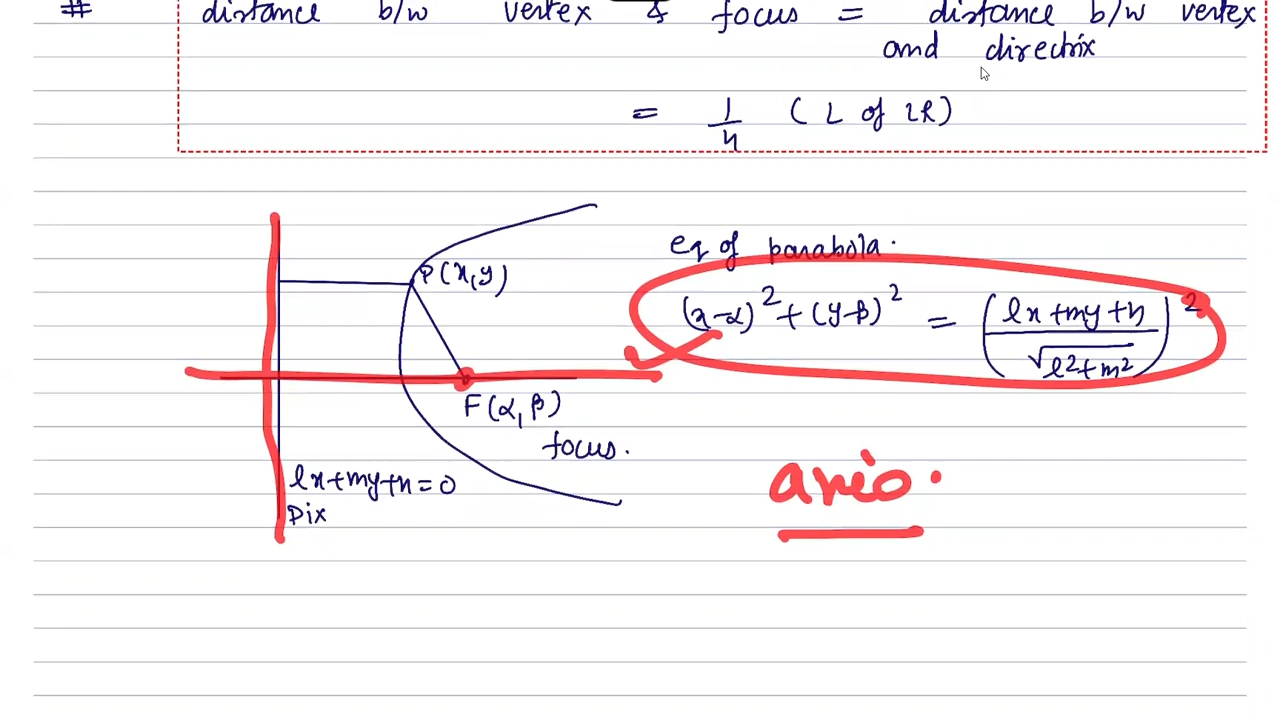 # distance b/w vertex & focus = distance b/w vertex
and directrix
= 1/4 (L of LR)
eq of parabola.
P(x,y)
(x-α)² + (y-β)² = (lx+my+n / √l²+m²)²
F(α, β)
focus.
lx+my+n=0
Dix
axis.